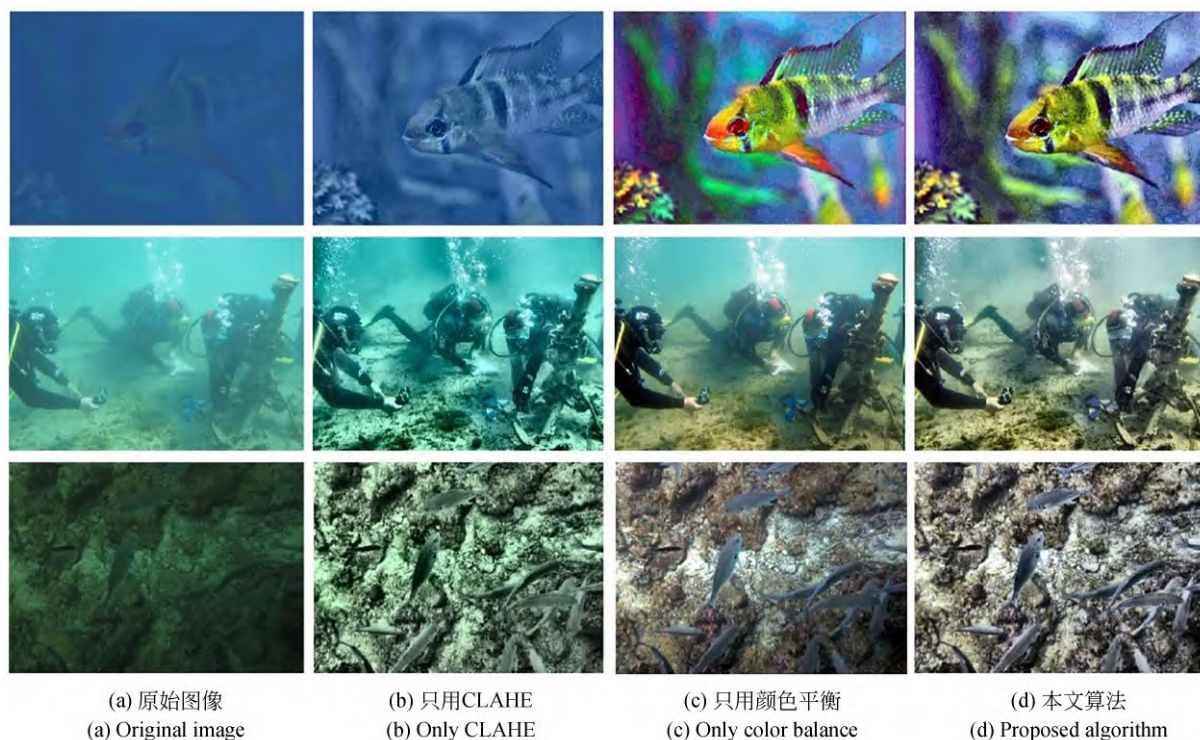 (a) 原始图像
(a) Original image
(b) 只用CLAHE
(b) Only CLAHE
(c) 只用颜色平衡
(c) Only color balance
(d) 本文算法
(d) Proposed algorithm